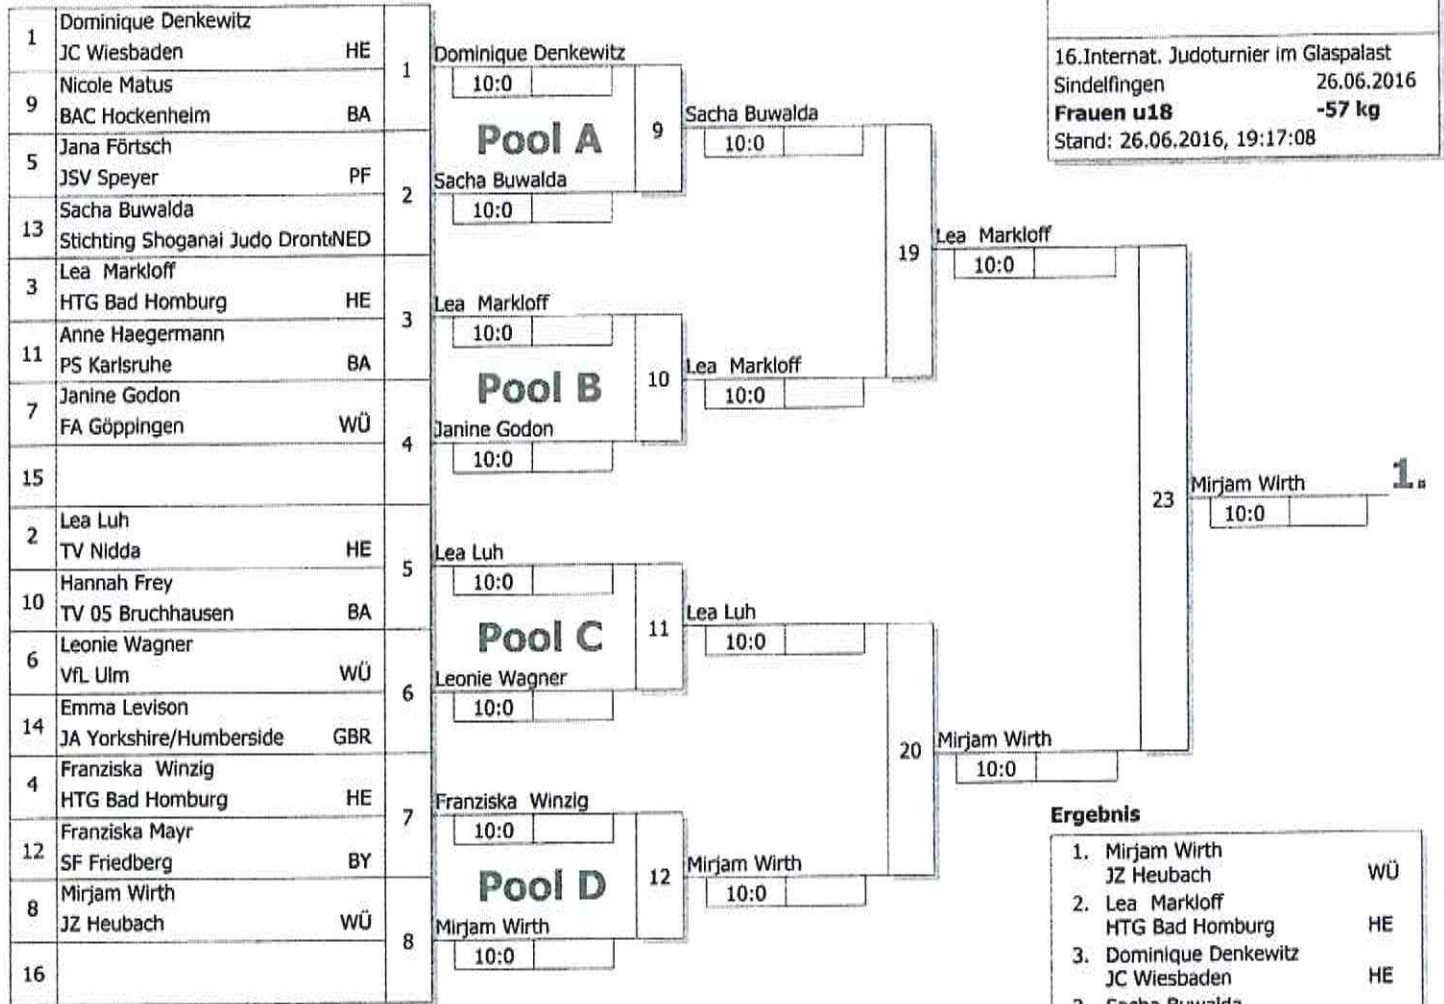 1 Dominique Denkewitz
JC Wiesbaden HE
9 Nicole Matus
BAC Hockenheim BA
5 Jana Förtsch
JSV Speyer PF
13 Sacha Buwalda
Stichting Shoganai Judo Dront NED
3 Lea Markloff
HTG Bad Homburg HE
11 Anne Haegermann
PS Karlsruhe BA
7 Janine Godon
FA Göppingen WÜ
15
2 Lea Luh
TV Nidda HE
10 Hannah Frey
TV 05 Bruchhausen BA
6 Leonie Wagner
VfL Ulm WÜ
14 Emma Levison
JA Yorkshire/Humberside GBR
4 Franziska Winzig
HTG Bad Homburg HE
12 Franziska Mayr
SF Friedberg BY
8 Mirjam Wirth
JZ Heubach WÜ
16
1
2
3
4
5
6
7
8
Dominique Denkewitz
10:0
Pool A
Sacha Buwalda
10:0
Lea Markloff
10:0
Pool B
Janine Godon
10:0
Lea Luh
10:0
Pool C
Leonie Wagner
10:0
Franziska Winzig
10:0
Pool D
Mirjam Wirth
10:0
9
10
11
12
Sacha Buwalda
10:0
Lea Markloff
10:0
Lea Luh
10:0
Mirjam Wirth
10:0
19
20
Lea Markloff
10:0
Mirjam Wirth
10:0
23
Mirjam Wirth 1.
10:0
16.Internat. Judoturnier im Glaspalast
Sindelfingen 26.06.2016
Frauen u18 -57 kg
Stand: 26.06.2016, 19:17:08
Ergebnis
1. Mirjam Wirth
JZ Heubach WÜ
2. Lea Markloff
HTG Bad Homburg HE
3. Dominique Denkewitz
JC Wiesbaden HE
3. Sacha Buwalda